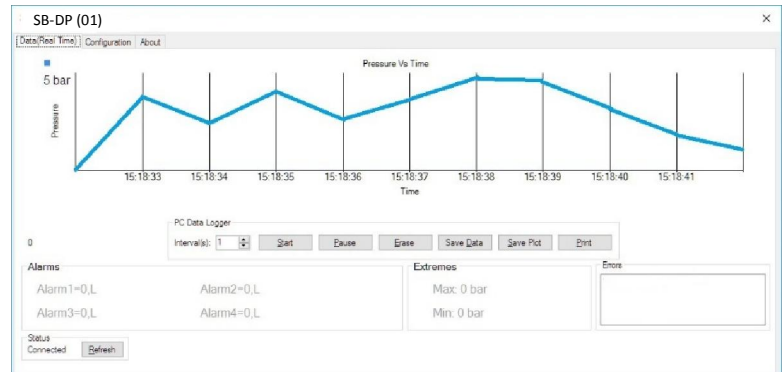 SB-DP (01)
Data(Real Time) Configuration About
Pressure Vs Time
5 bar
Pressure
15:18:33 15:18:34 15:18:35 15:18:36 15:18:37 15:18:38 15:18:39 15:18:40 15:18:41
Time
PC Data Logger
0 Interval(s): 1 Start Pause Erase Save Data Save Plot Print
Alarms Extremes Errors
Alarm1=0,L Alarm2=0,L Max: 0 bar
Alarm3=0,L Alarm4=0,L Min: 0 bar
Status
Connected Refresh